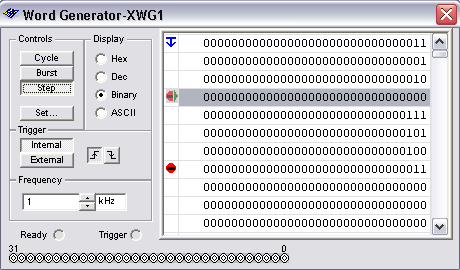 Word Generator-XWG1
Controls
Cycle
Burst
Step
Set...
Display
Hex
Dec
Binary
ASCII
Trigger
Internal
External
Frequency
1 kHz
Ready Trigger
00000000000000000000000000000011
00000000000000000000000000000001
00000000000000000000000000000010
00000000000000000000000000000000
00000000000000000000000000000111
00000000000000000000000000000101
00000000000000000000000000000100
00000000000000000000000000000011
00000000000000000000000000000000
00000000000000000000000000000000
00000000000000000000000000000000
31 0